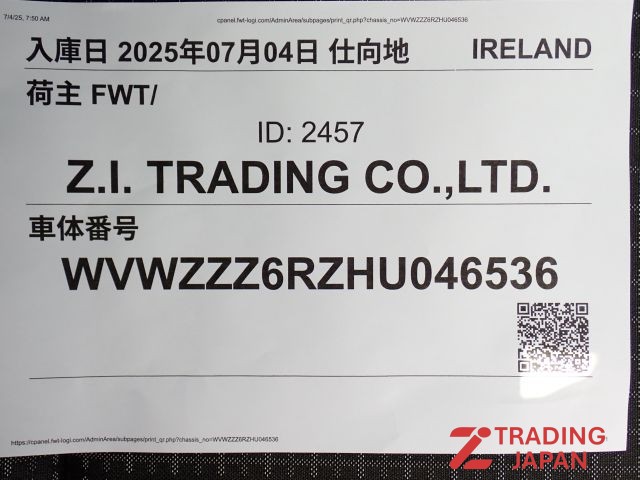 7/4/25, 7:50 AM cpanel.fwt-logi.com/AdminArea/subpages/print_qr.php?chassis_no=WVWZZZ6RZHU046536
入庫日 2025年07月04日 仕向地 IRELAND
荷主 FWT/
ID: 2457
Z.I. TRADING CO.,LTD.
車体番号
WVWZZZ6RZHU046536
https://cpanel.fwt-logi.com/AdminArea/subpages/print_qr.php?chassis_no=WVWZZZ6RZHU046536
TRADING
JAPAN